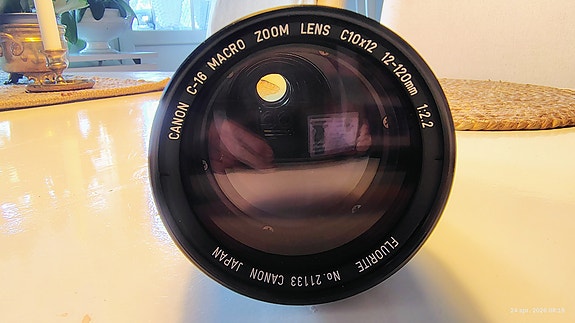 CANON C-16 MACRO ZOOM LENS C10x12 12-120mm 1:2.2
FLUORITE No. 21133 CANON JAPAN